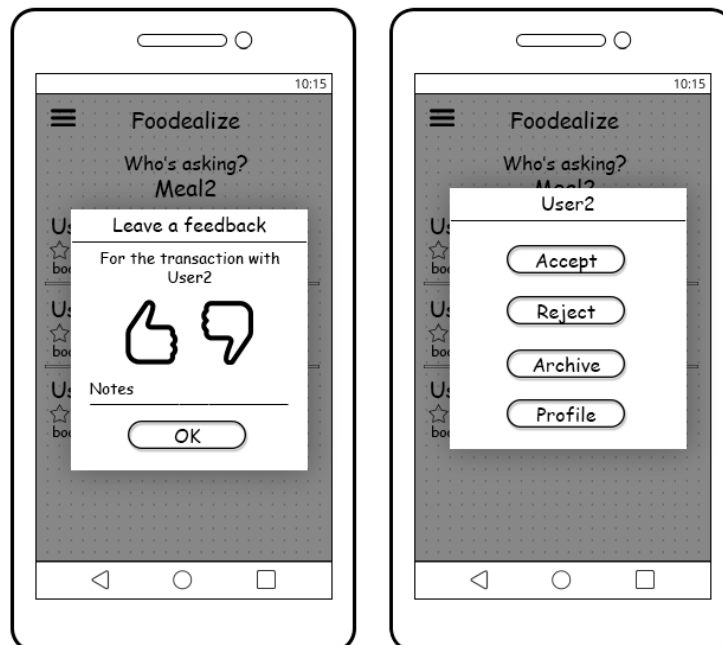 10:15
Foodealize
Who's asking?
Meal2
Leave a feedback
For the transaction with
User2
Notes
OK
10:15
Foodealize
Who's asking?
Meal2
User2
Accept
Reject
Archive
Profile